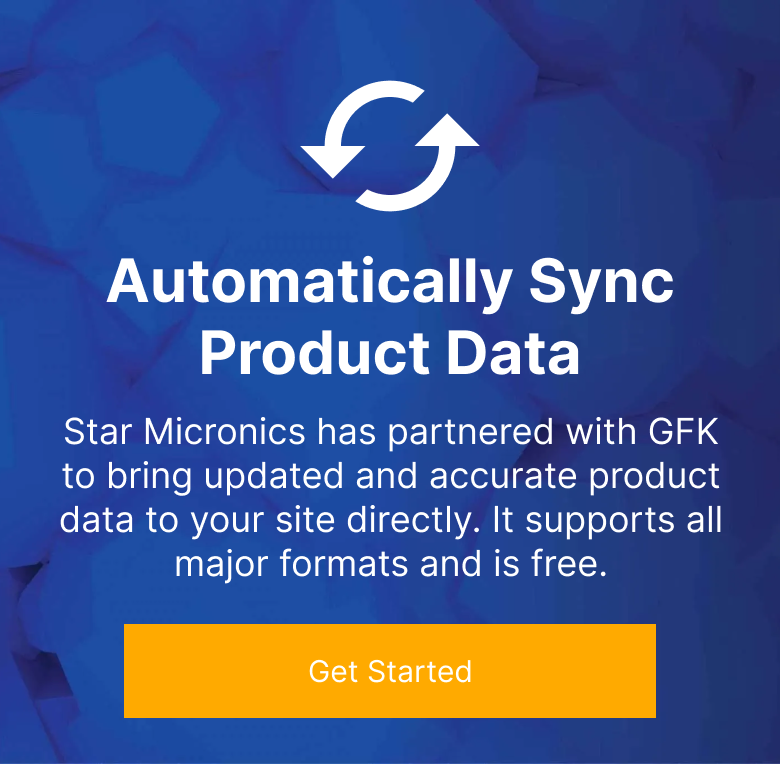 Automatically Sync
Product Data
Star Micronics has partnered with GFK
to bring updated and accurate product
data to your site directly. It supports all
major formats and is free.
Get Started